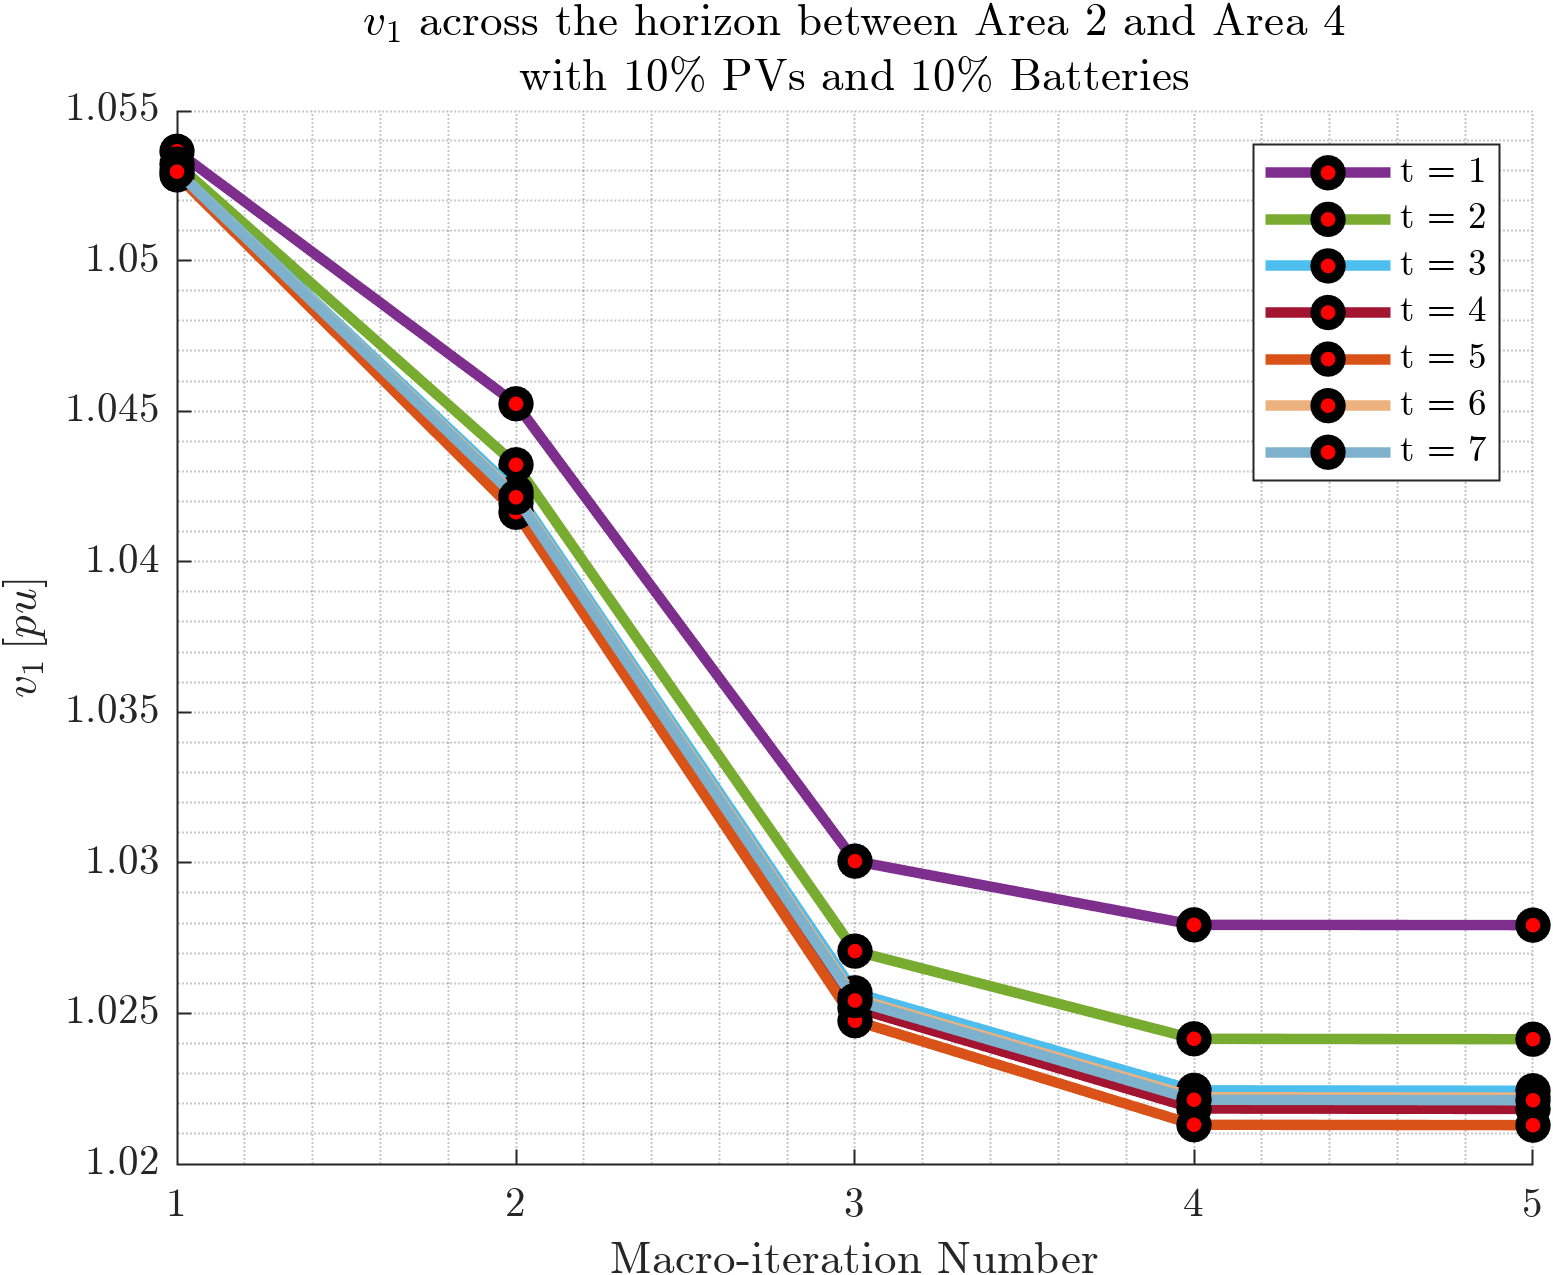 v₁ across the horizon between Area 2 and Area 4
with 10% PVs and 10% Batteries
1.055
1.05
1.045
1.04
1.035
1.03
1.025
1.02
v₁ [pu]
1 2 3 4 5
Macro-iteration Number
t = 1
t = 2
t = 3
t = 4
t = 5
t = 6
t = 7